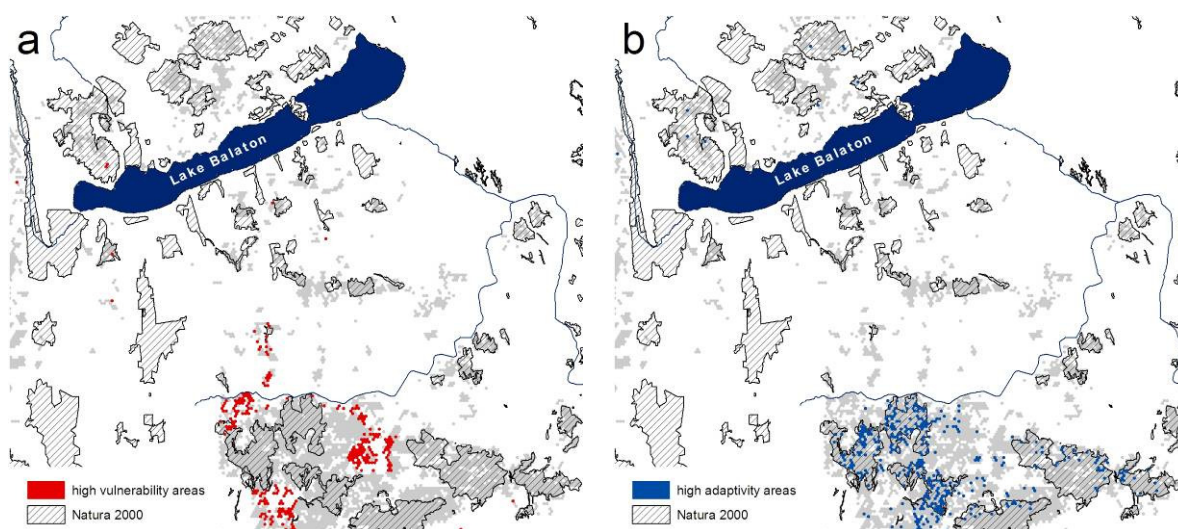 a
Lake Balaton
high vulnerability areas
Natura 2000
b
Lake Balaton
high adaptivity areas
Natura 2000